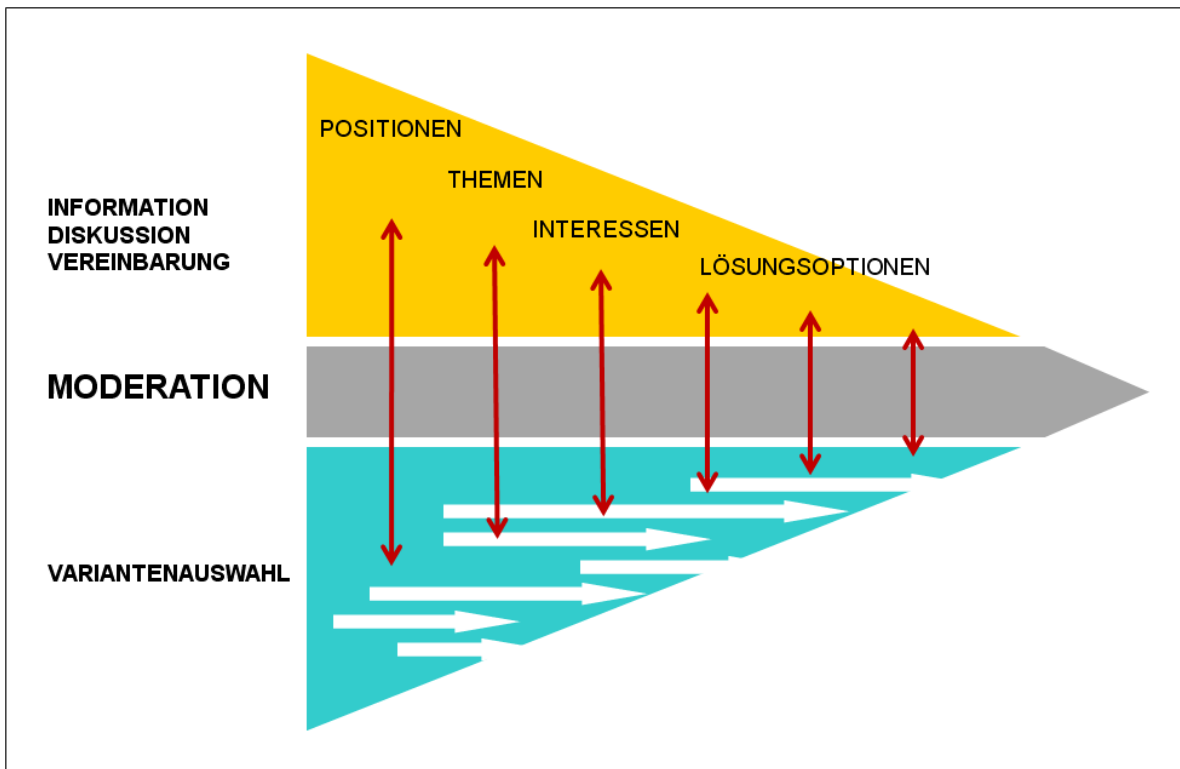 POSITIONEN
THEMEN
INFORMATION
DISKUSSION
VEREINBARUNG
INTERESSEN
LÖSUNGSOPTIONEN
MODERATION
VARIANTENAUSWAHL